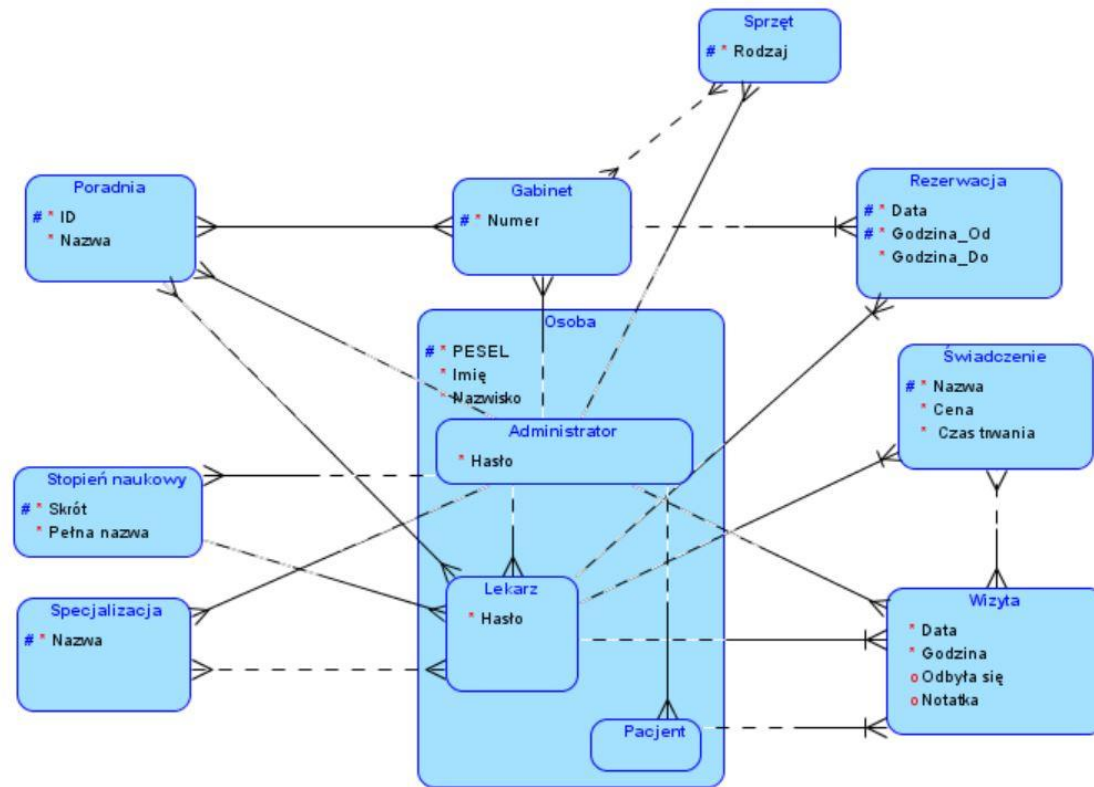 Sprzęt
# * Rodzaj
Poradnia
# * ID
* Nazwa
Gabinet
# * Numer
Rezerwacja
# * Data
# * Godzina_Od
* Godzina_Do
Osoba
# * PESEL
* Imię
* Nazwisko
Administrator
* Hasło
Świadczenie
# * Nazwa
* Cena
* Czas trwania
Stopień naukowy
# * Skrót
* Pełna nazwa
Specjalizacja
# * Nazwa
Lekarz
* Hasło
Wizyta
* Data
* Godzina
o Odbyła się
o Notatka
Pacjent